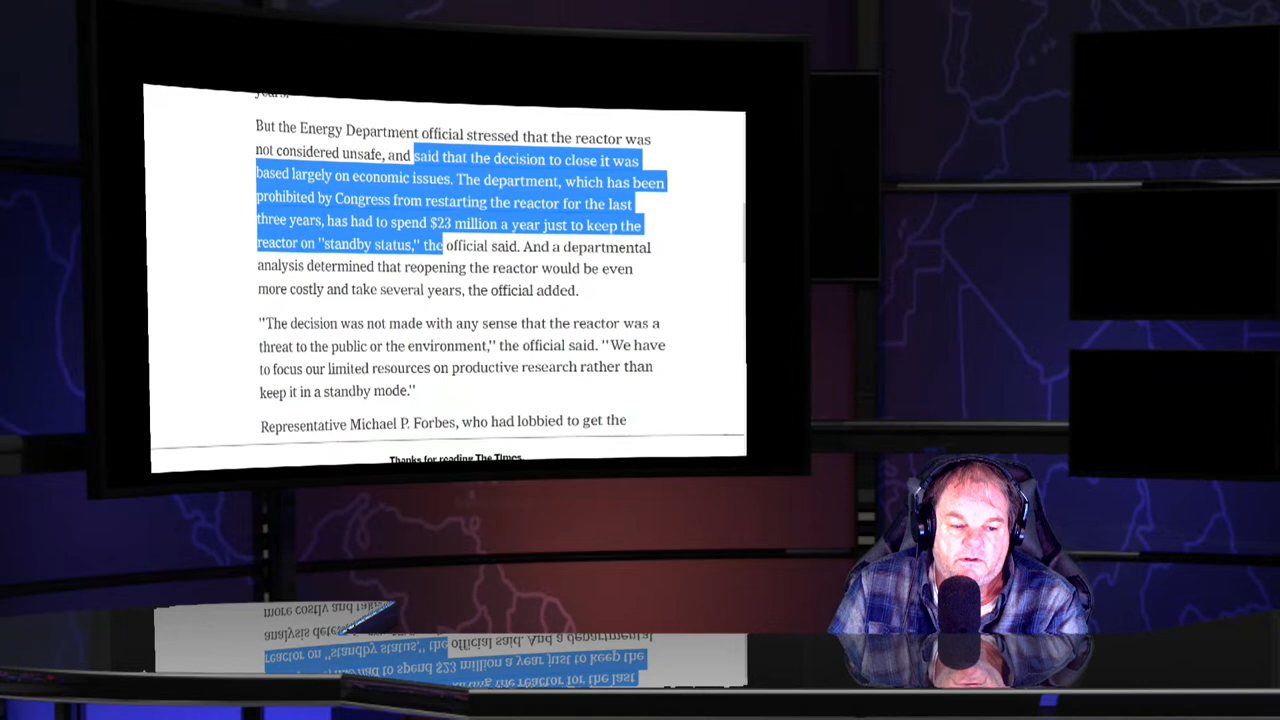 years.
But the Energy Department official stressed that the reactor was
not considered unsafe, and said that the decision to close it was
based largely on economic issues. The department, which has been
prohibited by Congress from restarting the reactor for the last
three years, has had to spend $23 million a year just to keep the
reactor on "standby status," the official said. And a departmental
analysis determined that reopening the reactor would be even
more costly and take several years, the official added.
"The decision was not made with any sense that the reactor was a
threat to the public or the environment," the official said. "We have
to focus our limited resources on productive research rather than
keep it in a standby mode."
Representative Michael P. Forbes, who had lobbied to get the
Thanks for reading The Times.